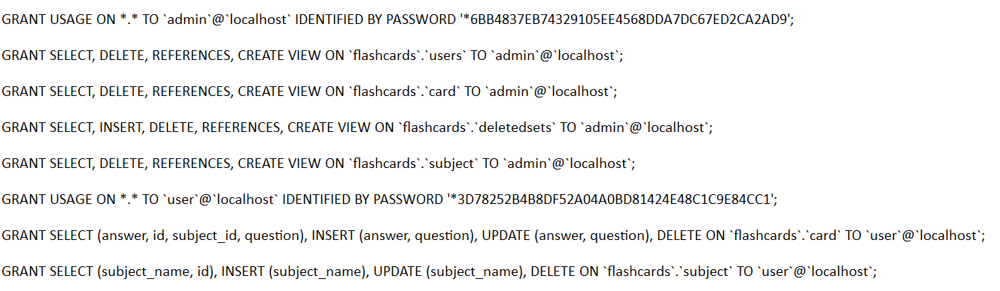 GRANT USAGE ON *.* TO `admin`@`localhost` IDENTIFIED BY PASSWORD '*6BB4837EB74329105EE4568DDA7DC67ED2CA2AD9';
GRANT SELECT, DELETE, REFERENCES, CREATE VIEW ON `flashcards`.`users` TO `admin`@`localhost`;
GRANT SELECT, DELETE, REFERENCES, CREATE VIEW ON `flashcards`.`card` TO `admin`@`localhost`;
GRANT SELECT, INSERT, DELETE, REFERENCES, CREATE VIEW ON `flashcards`.`deletedsets` TO `admin`@`localhost`;
GRANT SELECT, DELETE, REFERENCES, CREATE VIEW ON `flashcards`.`subject` TO `admin`@`localhost`;
GRANT USAGE ON *.* TO `user`@`localhost` IDENTIFIED BY PASSWORD '*3D78252B4B8DF52A04A0BD81424E48C1C9E84CC1';
GRANT SELECT (answer, id, subject_id, question), INSERT (answer, question), UPDATE (answer, question), DELETE ON `flashcards`.`card` TO `user`@`localhost`;
GRANT SELECT (subject_name, id), INSERT (subject_name), UPDATE (subject_name), DELETE ON `flashcards`.`subject` TO `user`@`localhost`;